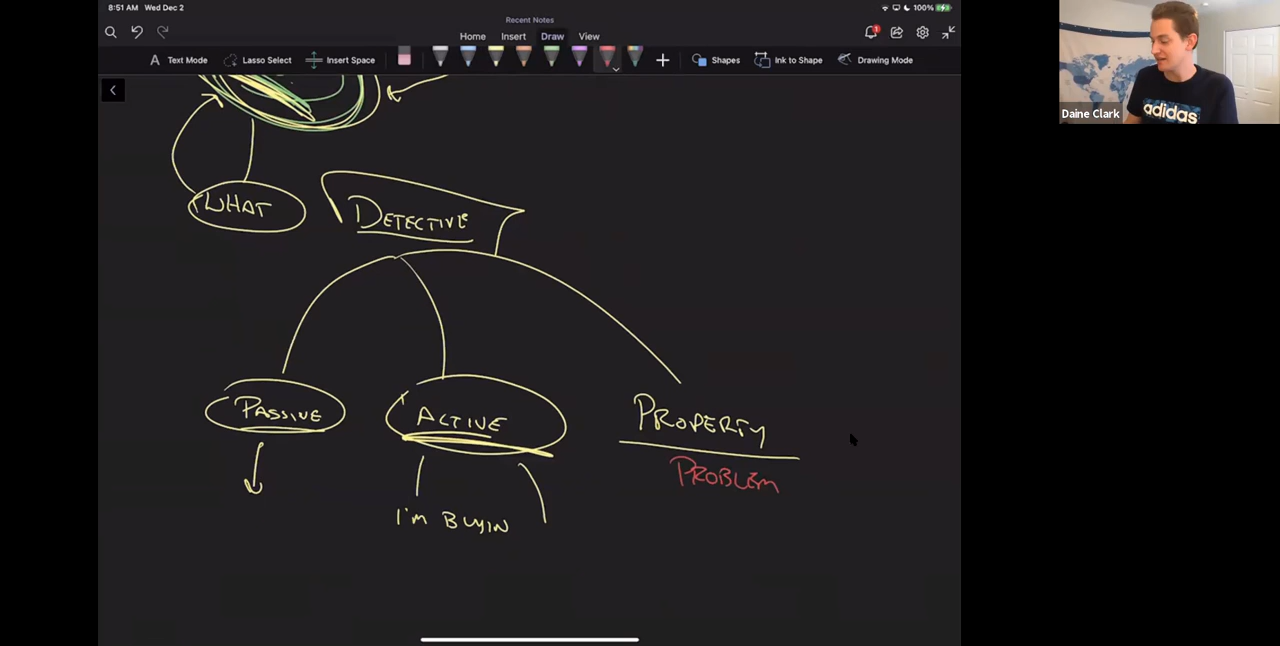 8:51 AM Wed Dec 2
100%
Recent Notes
Home Insert Draw View
1
Text Mode Lasso Select Insert Space Shapes Ink to Shape Drawing Mode
Daine Clark
adidas
WHAT
DETECTIVE
PASSIVE
ACTIVE
PROPERTY
PROBLEM
I'm BUYIN